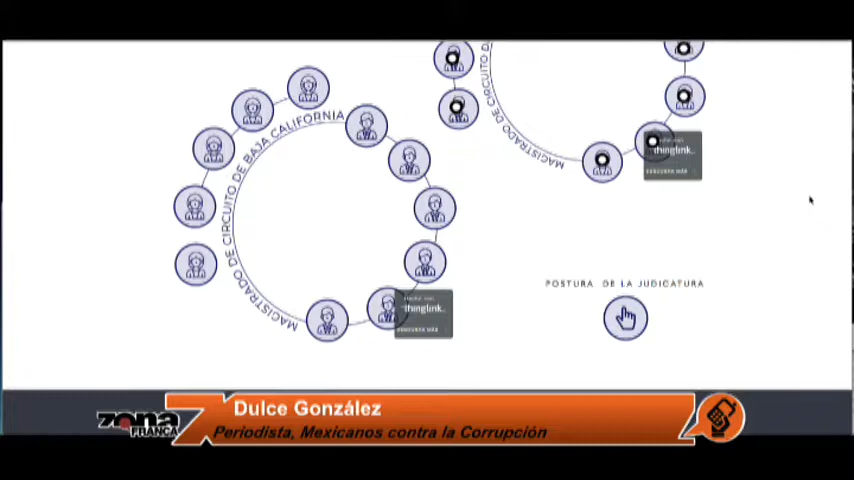 MAGISTRADO DE CIRCUITO D
MAGISTRADO
MAGISTRADO DE CIRCUITO DE BAJA CALIFORNIA
thinglink..
thinglink..
POSTURA DE LA JUDICATURA
zona
FRANCA
Dulce González
Periodista, Mexicanos contra la Corrupción